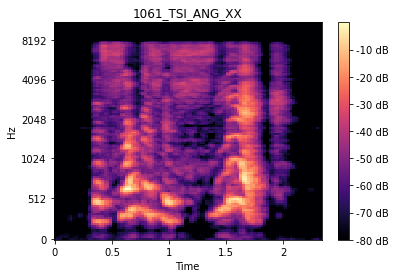 1061_TSI_ANG_XX
8192
4096
2048
1024
512
0
Hz
0
0.5
1
1.5
2
Time
-10 dB
-20 dB
-30 dB
-40 dB
-50 dB
-60 dB
-70 dB
-80 dB